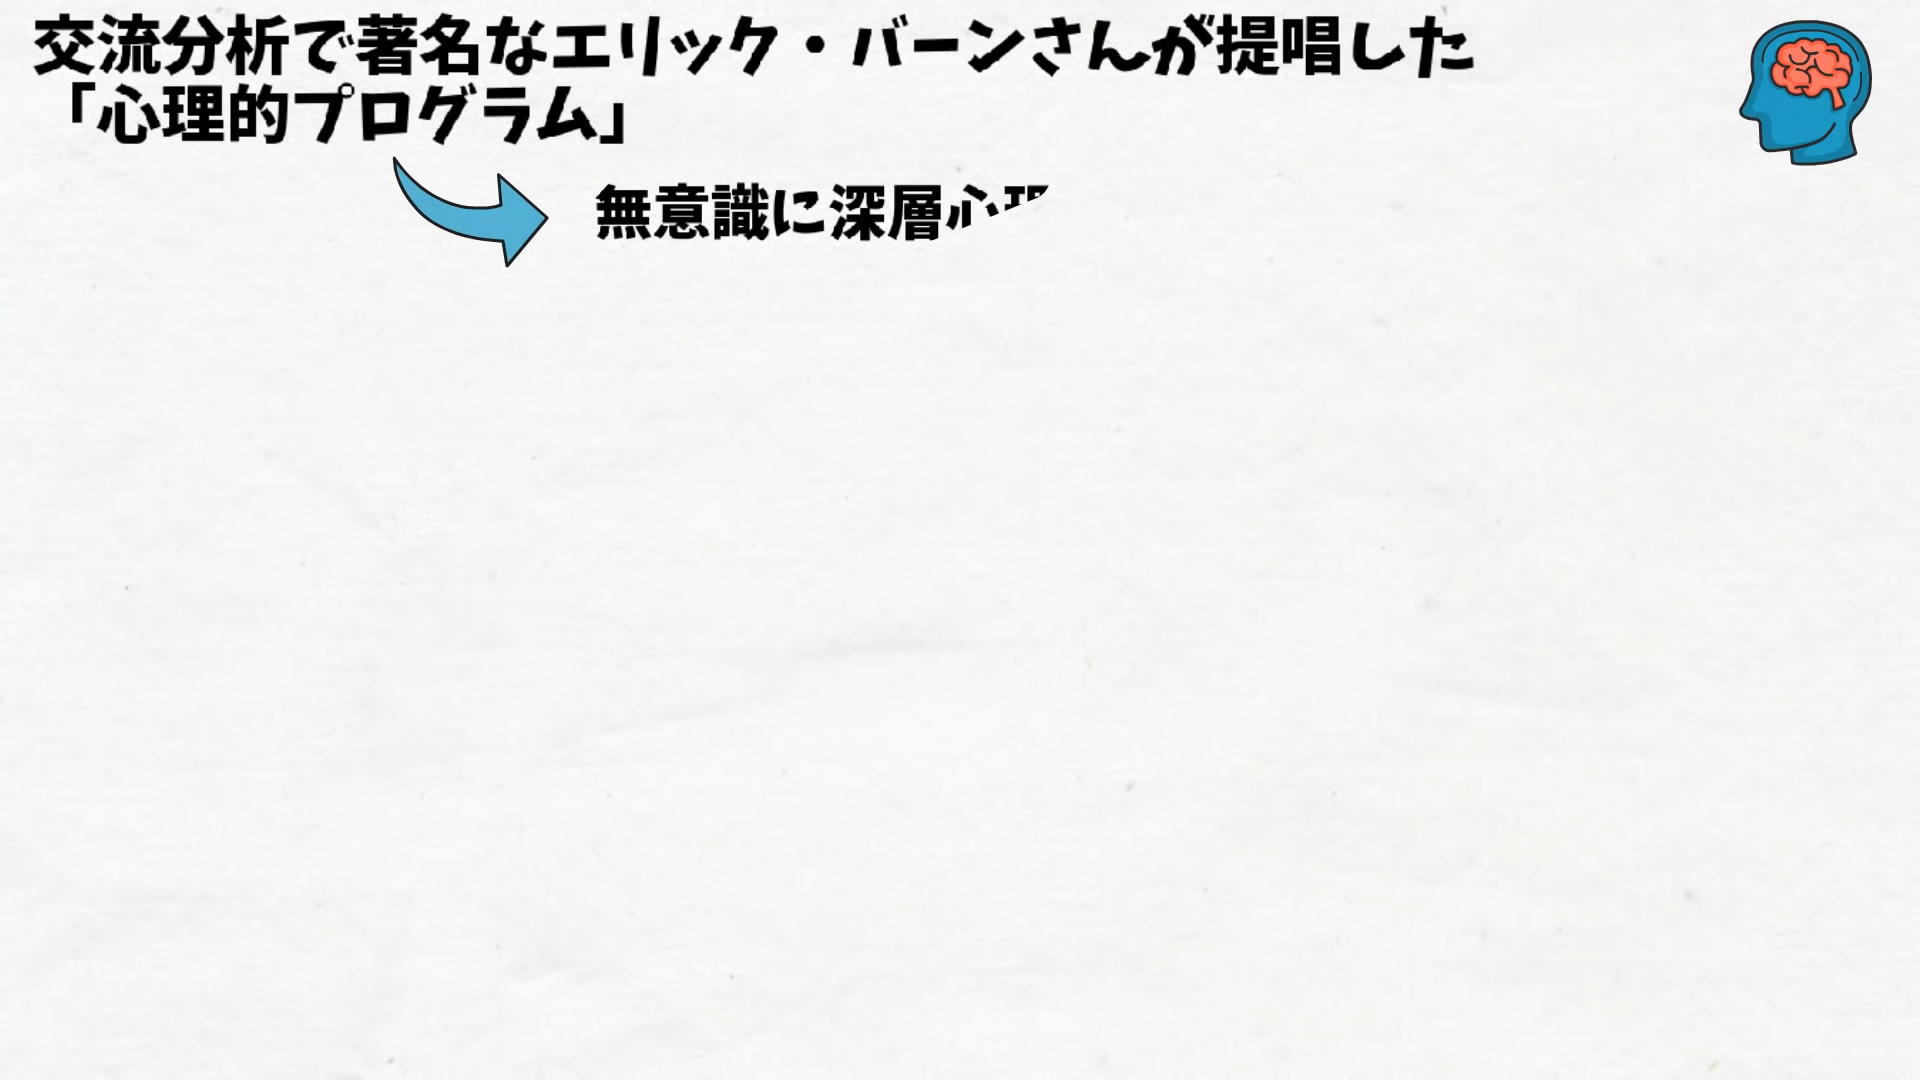 交流分析で著名なエリック・バーンさんが提唱した
「心理的プログラム」
無意識に深層心